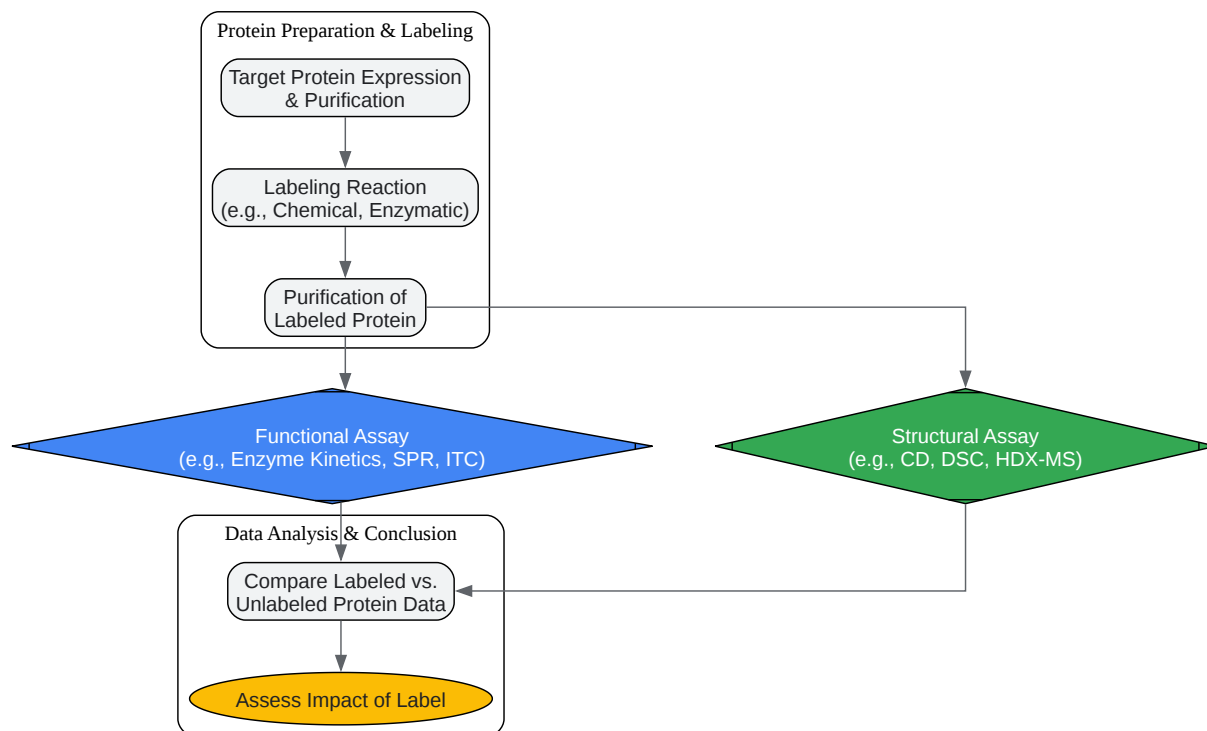 Protein Preparation & Labeling
Target Protein Expression
& Purification
Labeling Reaction
(e.g., Chemical, Enzymatic)
Purification of
Labeled Protein
Functional Assay
(e.g., Enzyme Kinetics, SPR, ITC)
Structural Assay
(e.g., CD, DSC, HDX-MS)
Data Analysis & Conclusion
Compare Labeled vs.
Unlabeled Protein Data
Assess Impact of Label